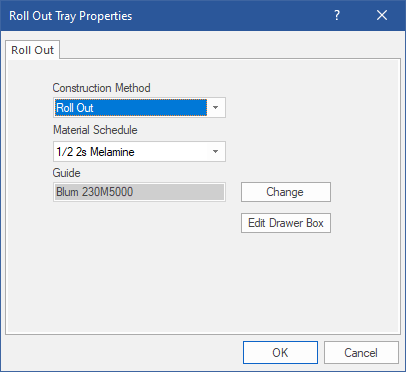 Roll Out Tray Properties ?
Roll Out
Construction Method
Roll Out
Material Schedule
1/2 2s Melamine
Guide
Blum 230M5000 Change
Edit Drawer Box
OK Cancel